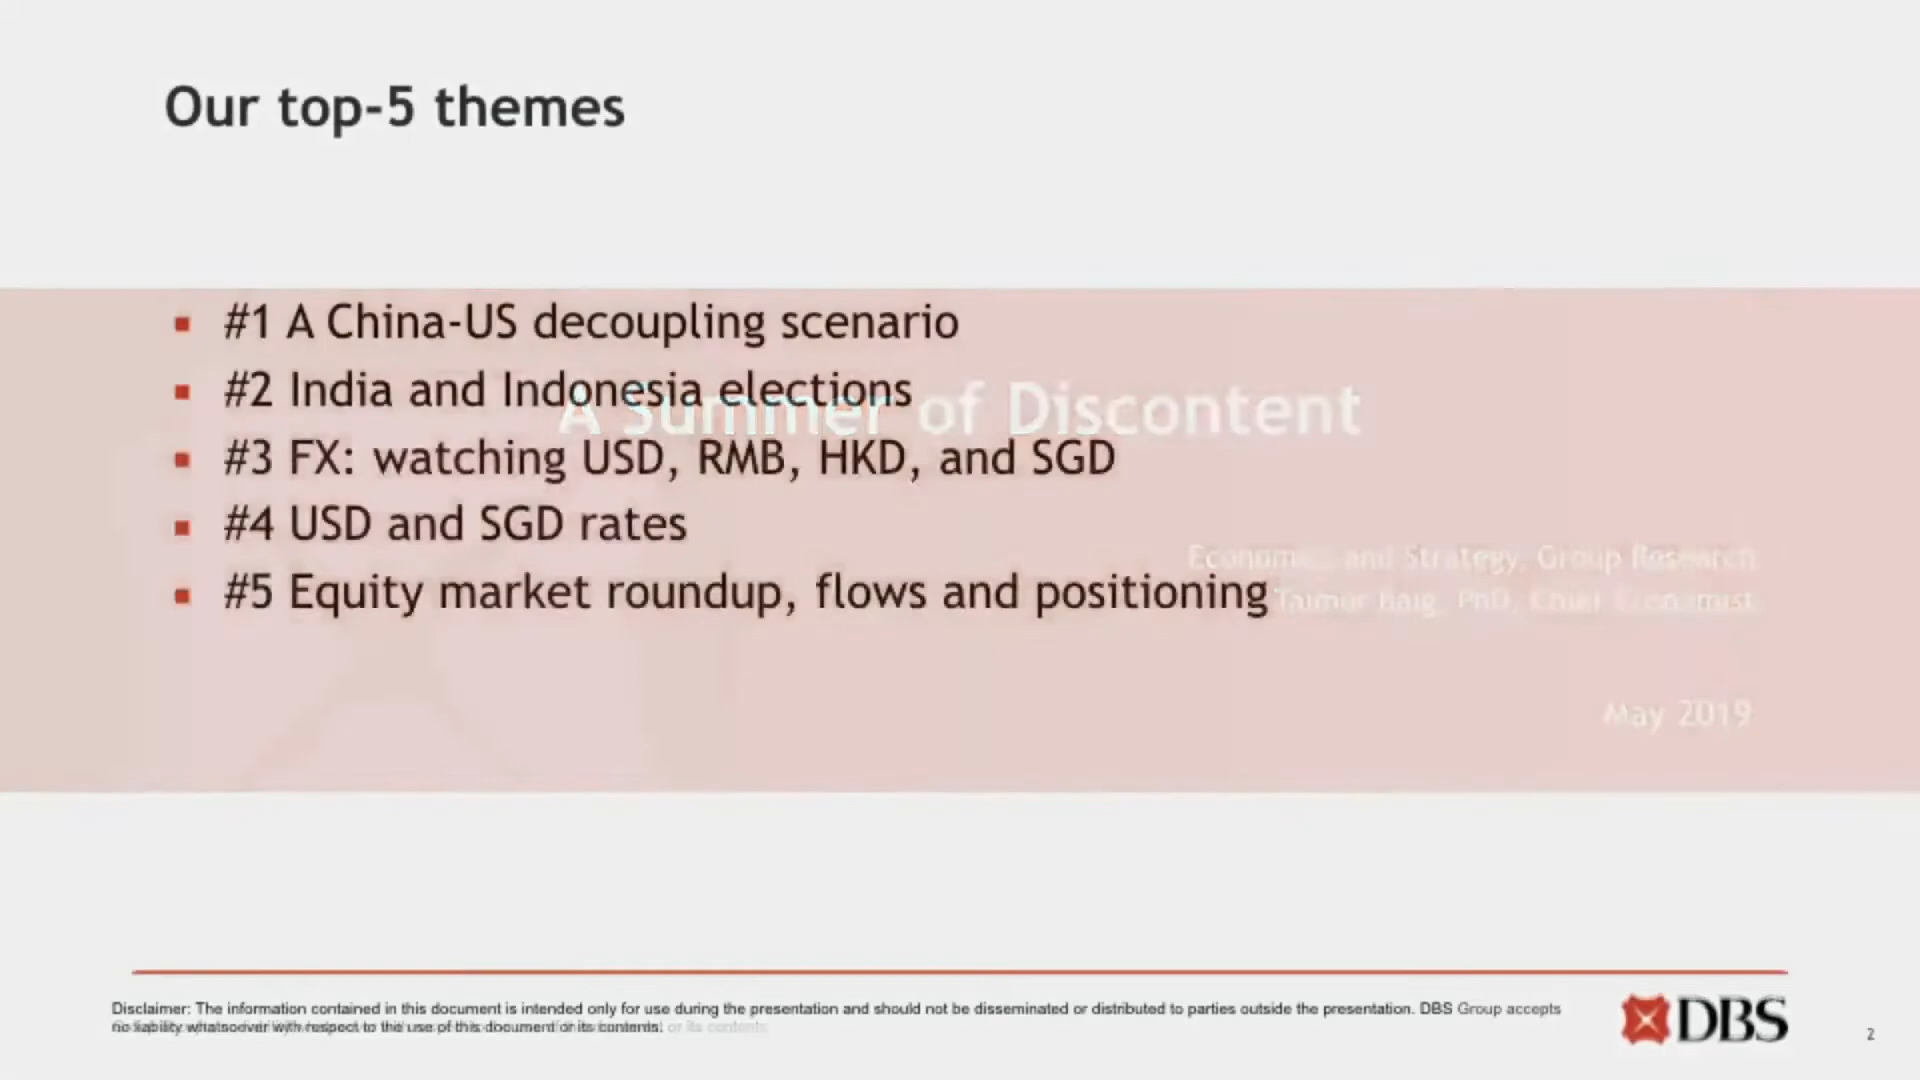 Our top-5 themes
#1 A China-US decoupling scenario
#2 India and Indonesia elections
A Summer of Discontent
#3 FX: watching USD, RMB, HKD, and SGD
#4 USD and SGD rates
Economics and Strategy, Group Research
#5 Equity market roundup, flows and positioning
Taimur Baig, PhD, Chief Economist
May 2019
Disclaimer: The information contained in this document is intended only for use during the presentation and should not be disseminated or distributed to parties outside the presentation. DBS Group accepts
no liability whatsoever with respect to the use of this document or its contents.
or its contents
DBS
2